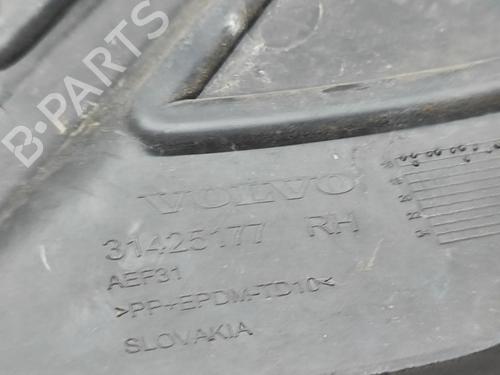 B-PARTS
VOLVO
31425177 RH
AEF31
>PP+EPDM-TD10<
SLOVAKIA